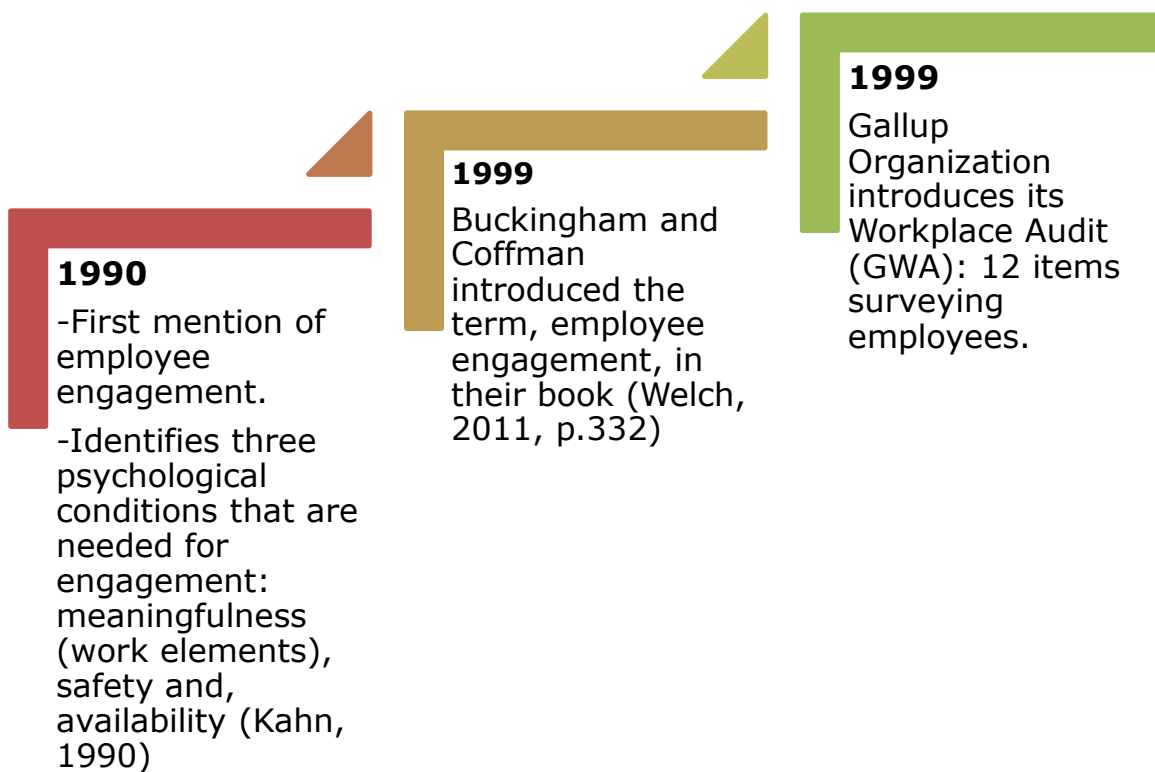 1990
-First mention of
employee
engagement.
-Identifies three
psychological
conditions that are
needed for
engagement:
meaningfulness
(work elements),
safety and,
availability (Kahn,
1990)
1999
Buckingham and
Coffman
introduced the
term, employee
engagement, in
their book (Welch,
2011, p.332)
1999
Gallup
Organization
introduces its
Workplace Audit
(GWA): 12 items
surveying
employees.